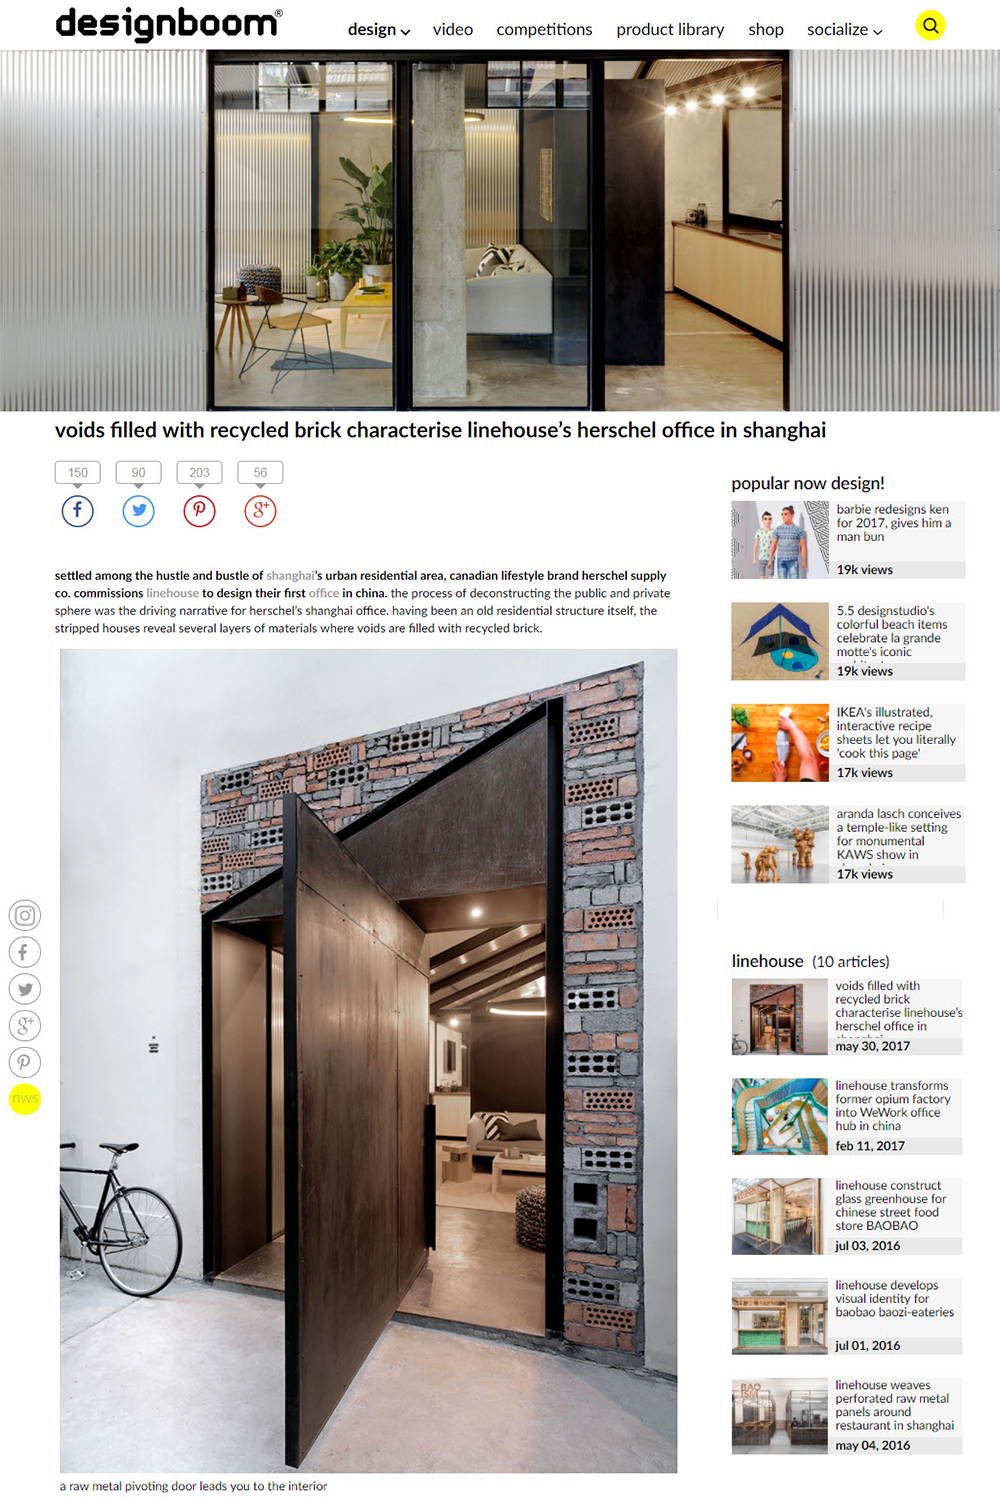 designboom®
design video competitions product library shop socialize
voids filled with recycled brick characterise linehouse's herschel office in shanghai
150 90 203 56
settled among the hustle and bustle of shanghai's urban residential area, canadian lifestyle brand herschel supply
co. commissions linehouse to design their first office in china. the process of deconstructing the public and private
sphere was the driving narrative for herschel's shanghai office. having been an old residential structure itself, the
stripped houses reveal several layers of materials where voids are filled with recycled brick.
a raw metal pivoting door leads you to the interior
nws
popular now design!
barbie redesigns ken
for 2017, gives him a
man bun
19k views
5.5 designstudio's
colorful beach items
celebrate la grande
motte's iconic
19k views
IKEA's illustrated,
interactive recipe
sheets let you literally
'cook this page'
17k views
aranda lasch conceives
a temple-like setting
for monumental
KAWS show in
17k views
linehouse (10 articles)
voids filled with
recycled brick
characterise linehouse's
herschel office in
may 30, 2017
linehouse transforms
former opium factory
into WeWork office
hub in china
feb 11, 2017
linehouse construct
glass greenhouse for
chinese street food
store BAOBAO
jul 03, 2016
linehouse develops
visual identity for
baobao baozi-eateries
jul 01, 2016
linehouse weaves
perforated raw metal
panels around
restaurant in shanghai
may 04, 2016